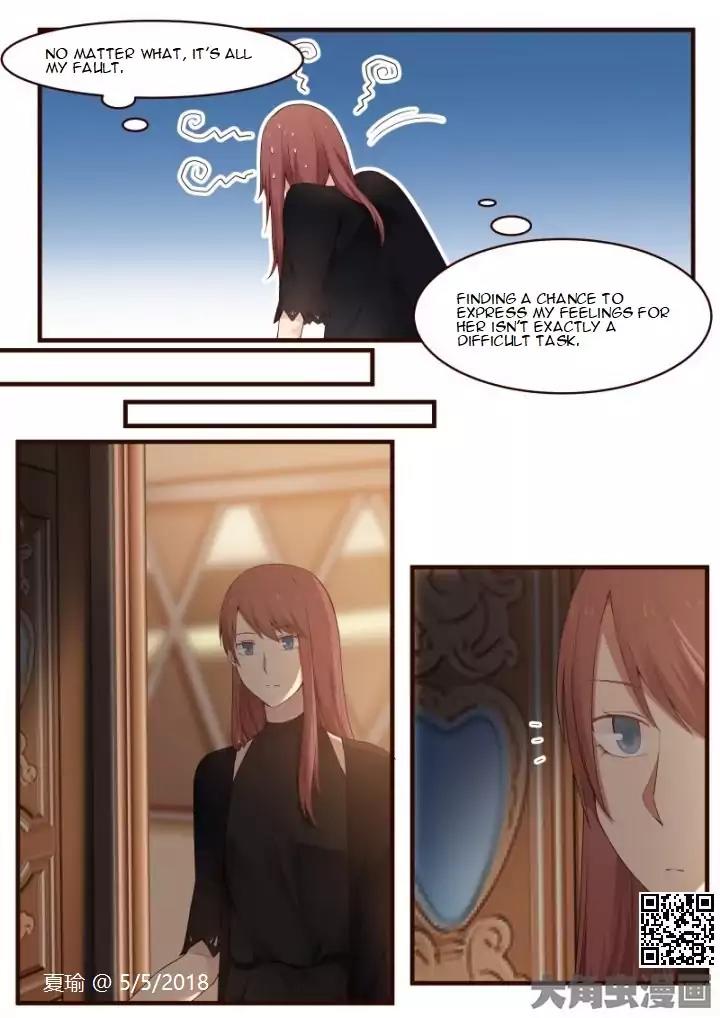 NO MATTER WHAT, IT'S ALL
MY FAULT.
FINDING A CHANCE TO
EXPRESS MY FEELINGS FOR
HER ISN'T EXACTLY A
DIFFICULT TASK.
夏瑜 @ 5/5/2018
大角虫漫画